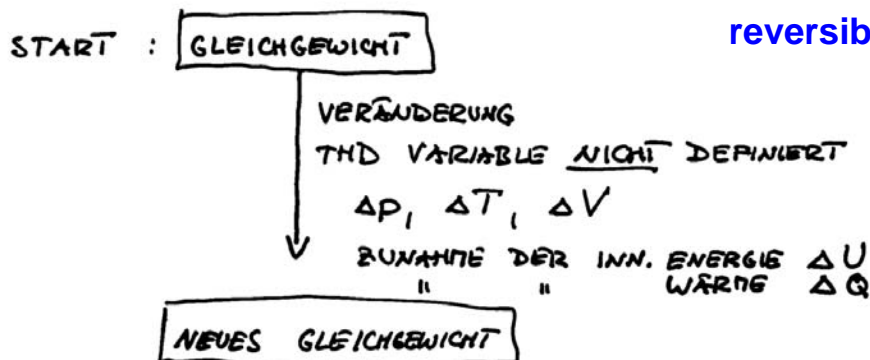 START : GLEICHGEWICHT
reversib
VERÄNDERUNG
THD VARIABLE NICHT DEFINIERT
Δp, ΔT, ΔV
ZUNAHME DER INN. ENERGIE ΔU
" " WÄRME ΔQ
NEUES GLEICHGEWICHT